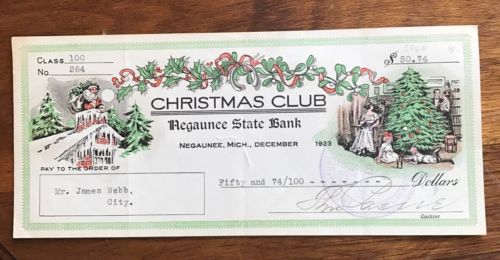 CLASS 100
No. 364
$ 50.74
CHRISTMAS CLUB
Negaunee State Bank
NEGAUNEE, MICH., DECEMBER 1923
PAY TO THE ORDER OF
Mr. James Webb,
City.
Fifty and 74/100 - - - - - - - Dollars
Cashier